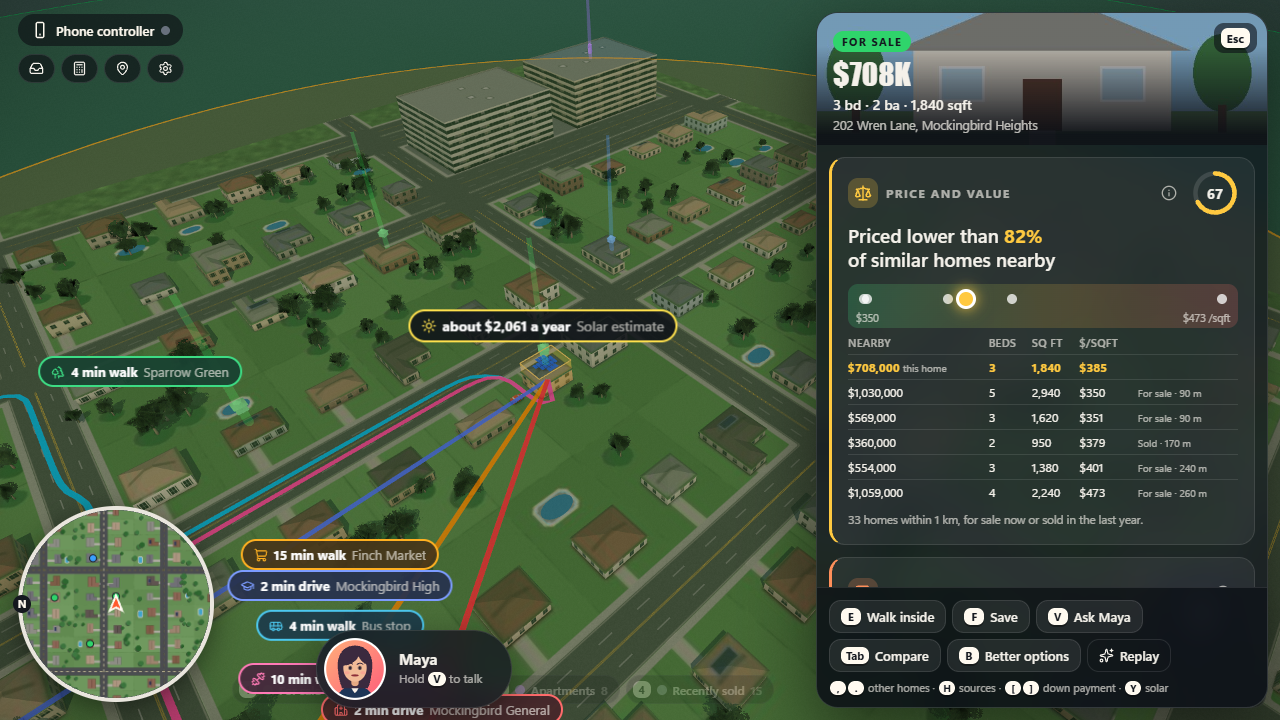 Phone controller
FOR SALE
Esc
$708K
3 bd · 2 ba · 1,840 sqft
202 Wren Lane, Mockingbird Heights
PRICE AND VALUE
67
Priced lower than 82%
of similar homes nearby
$350
$473 /sqft
NEARBY BEDS SQ FT $/SQFT
$708,000 this home 3 1,840 $385
$1,030,000 5 2,940 $350 For sale · 90 m
$569,000 3 1,620 $351 For sale · 90 m
$360,000 2 950 $379 Sold · 170 m
$554,000 3 1,380 $401 For sale · 240 m
$1,059,000 4 2,240 $473 For sale · 260 m
33 homes within 1 km, for sale now or sold in the last year.
E Walk inside
F Save
V Ask Maya
Tab Compare
B Better options
Replay
, . other homes · H sources · [ ] down payment · Y solar
about $2,061 a year Solar estimate
4 min walk Sparrow Green
15 min walk Finch Market
2 min drive Mockingbird High
4 min walk Bus stop
N
Maya
Hold V to talk
10 min
Apartments 8
4 Recently sold 15
2 min drive Mockingbird General